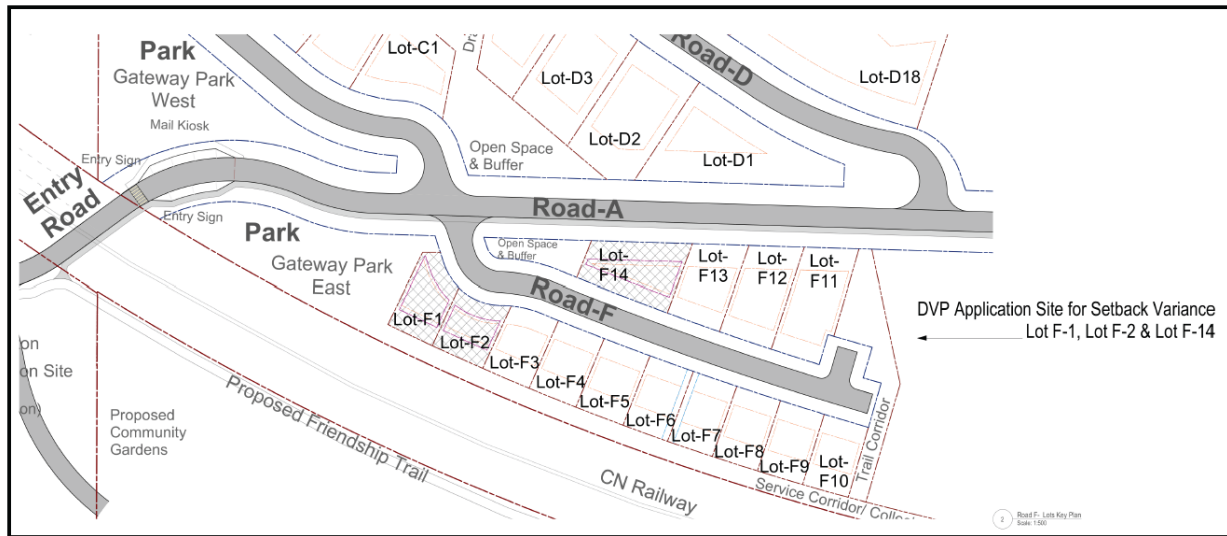 Park
Gateway Park
West
Mail Kiosk
Entry Sign
Entry
Road
Entry Sign
Park
Gateway Park
East
Lot-C1
Lot-D3
Lot-D2
Lot-D1
Road-D
Lot-D18
Open Space
& Buffer
Road-A
Open Space
& Buffer
Lot-
F14
Lot-
F13
Lot-
F12
Lot-
F11
Road-F
Lot-F1
Lot-F2
Lot-F3
Lot-F4
Lot-F5
Lot-F6
Lot-F7
Lot-F8
Lot-F9
Lot-
F10
DVP Application Site for Setback Variance
Lot F-1, Lot F-2 & Lot F-14
Trail Corridor
Service Corridor/
CN Railway
Proposed Friendship Trail
Proposed
Community
Gardens
on
on Site
on)
2
Road F- Lots Key Plan
Scale: 1:500